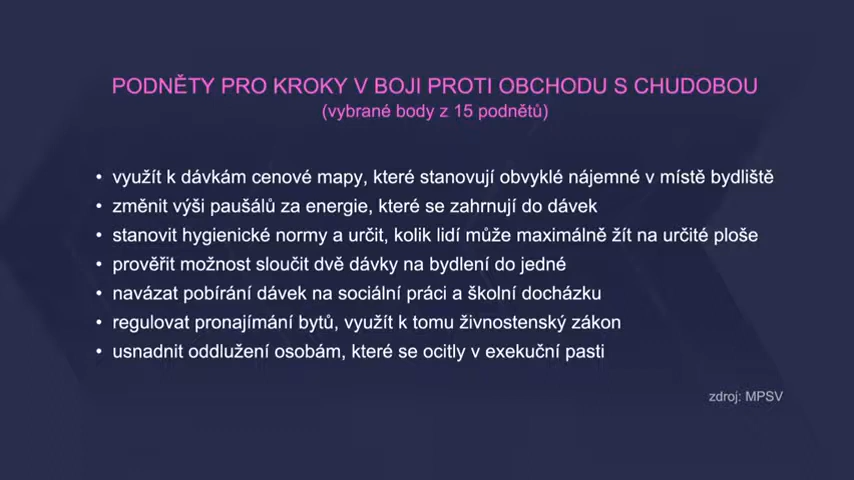 PODNĚTY PRO KROKY V BOJI PROTI OBCHODU S CHUDOBOU
(vybrané body z 15 podnětů)
• využít k dávkám cenové mapy, které stanovují obvyklé nájemné v místě bydliště
• změnit výši paušálů za energie, které se zahrnují do dávek
• stanovit hygienické normy a určit, kolik lidí může maximálně žít na určité ploše
• prověřit možnost sloučit dvě dávky na bydlení do jedné
• navázat pobírání dávek na sociální práci a školní docházku
• regulovat pronajímání bytů, využít k tomu živnostenský zákon
• usnadnit oddlužení osobám, které se ocitly v exekuční pasti
zdroj: MPSV